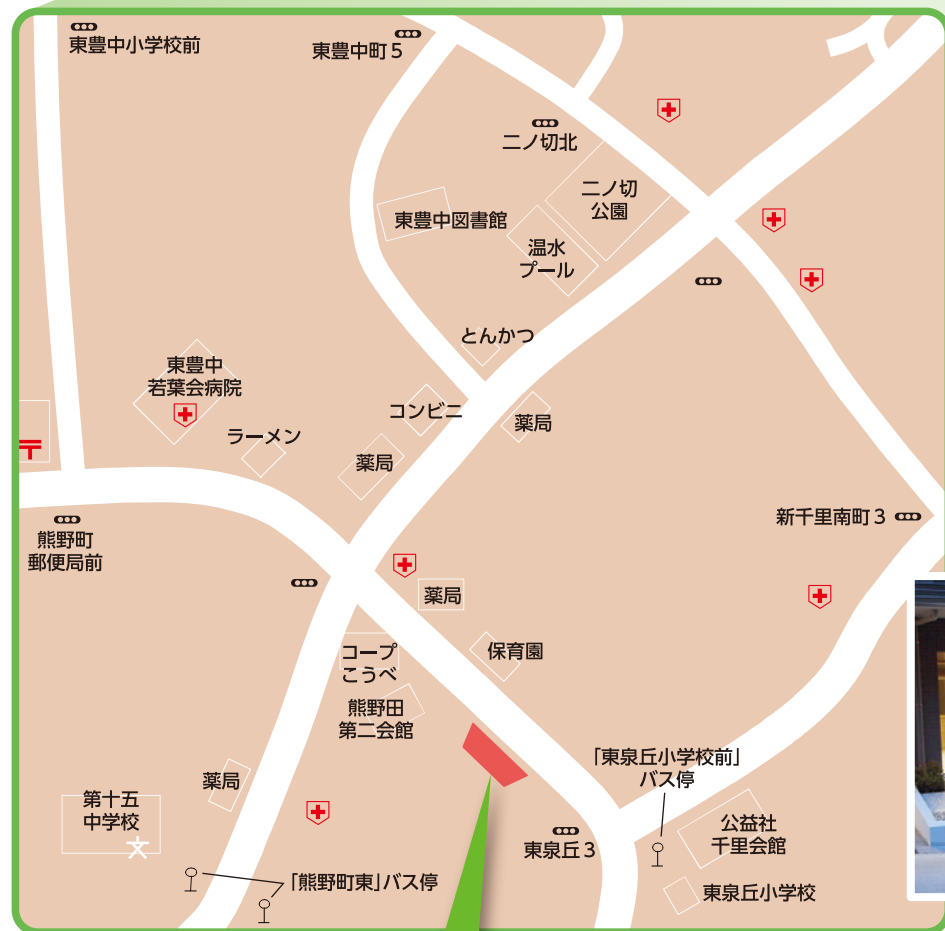 東豊中小学校前
東豊中町5
二ノ切北
二ノ切
公園
東豊中図書館
温水
プール
とんかつ
東豊中
若葉会病院
コンビニ
薬局
ラーメン
薬局
新千里南町3
熊野町
郵便局前
薬局
コープ
こうべ
保育園
熊野田
第二会館
「東泉丘小学校前」
バス停
薬局
第十五
中学校
公益社
千里会館
東泉丘3
「熊野町東」バス停
東泉丘小学校